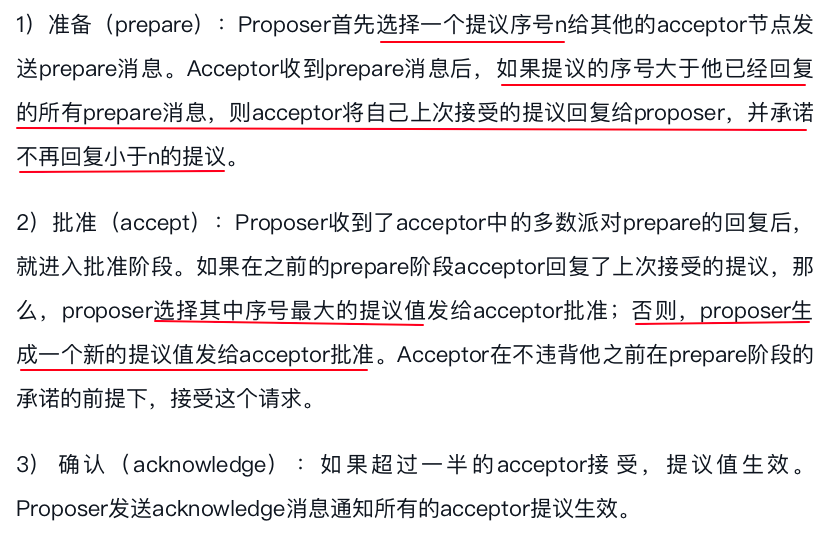 1）准备（prepare）：Proposer首先选择一个提议序号n给其他的acceptor节点发
送prepare消息。Acceptor收到prepare消息后，如果提议的序号大于他已经回复
的所有prepare消息，则acceptor将自己上次接受的提议回复给proposer，并承诺
不再回复小于n的提议。
2）批准（accept）：Proposer收到了acceptor中的多数派对prepare的回复后，
就进入批准阶段。如果在之前的prepare阶段acceptor回复了上次接受的提议，那
么，proposer选择其中序号最大的提议值发给acceptor批准；否则，proposer生
成一个新的提议值发给acceptor批准。Acceptor在不违背他之前在prepare阶段的
承诺的前提下，接受这个请求。
3）确认（acknowledge）：如果超过一半的acceptor接受，提议值生效。
Proposer发送acknowledge消息通知所有的acceptor提议生效。